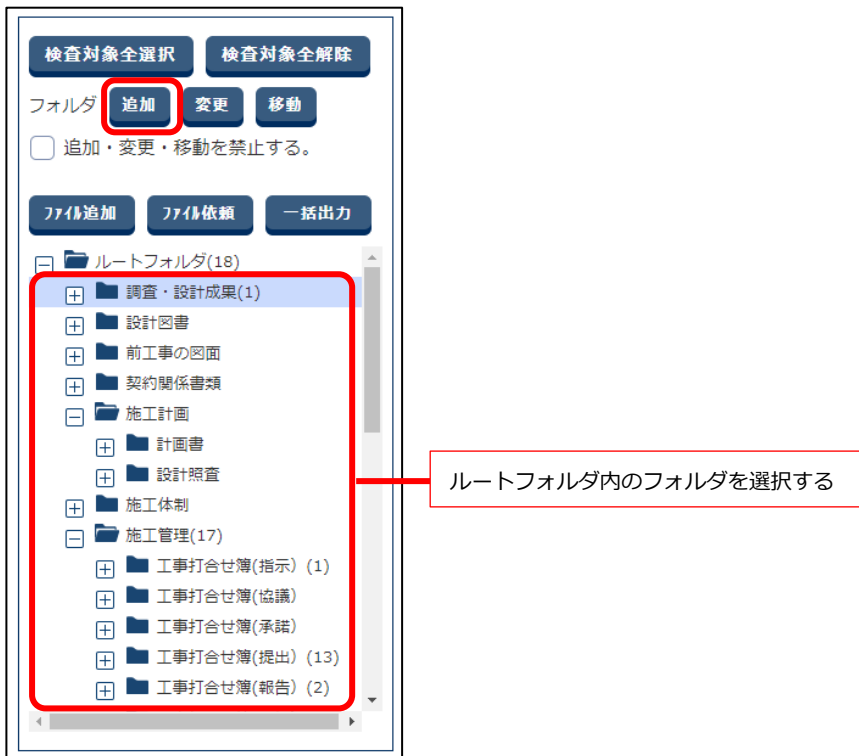 検査対象全選択 検査対象全解除
フォルダ 追加 変更 移動
追加・変更・移動を禁止する。
ﾌｧｲﾙ追加 ﾌｧｲﾙ依頼 一括出力
ルートフォルダ(18)
調査・設計成果(1)
設計図書
前工事の図面
契約関係書類
施工計画
計画書
設計照査
施工体制
施工管理(17)
工事打合せ簿(指示）(1)
工事打合せ簿(協議）
工事打合せ簿(承諾）
工事打合せ簿(提出）(13)
工事打合せ簿(報告）(2)
ルートフォルダ内のフォルダを選択する